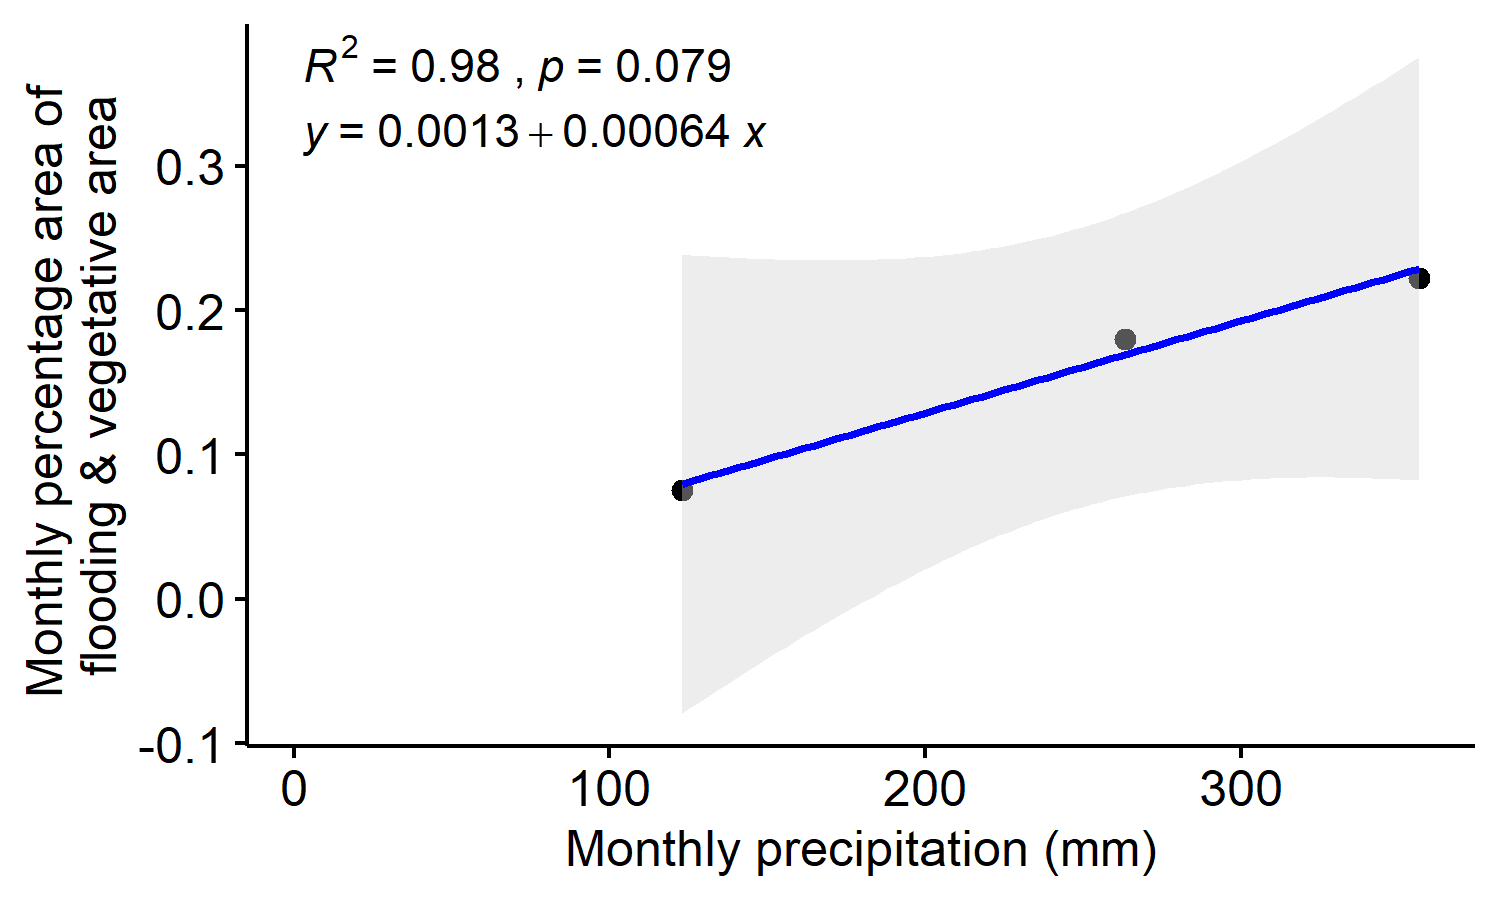 R² = 0.98 , p = 0.079
y = 0.0013 + 0.00064 x
Monthly percentage area of
flooding & vegetative area
0.3
0.2
0.1
0.0
-0.1
0 100 200 300
Monthly precipitation (mm)